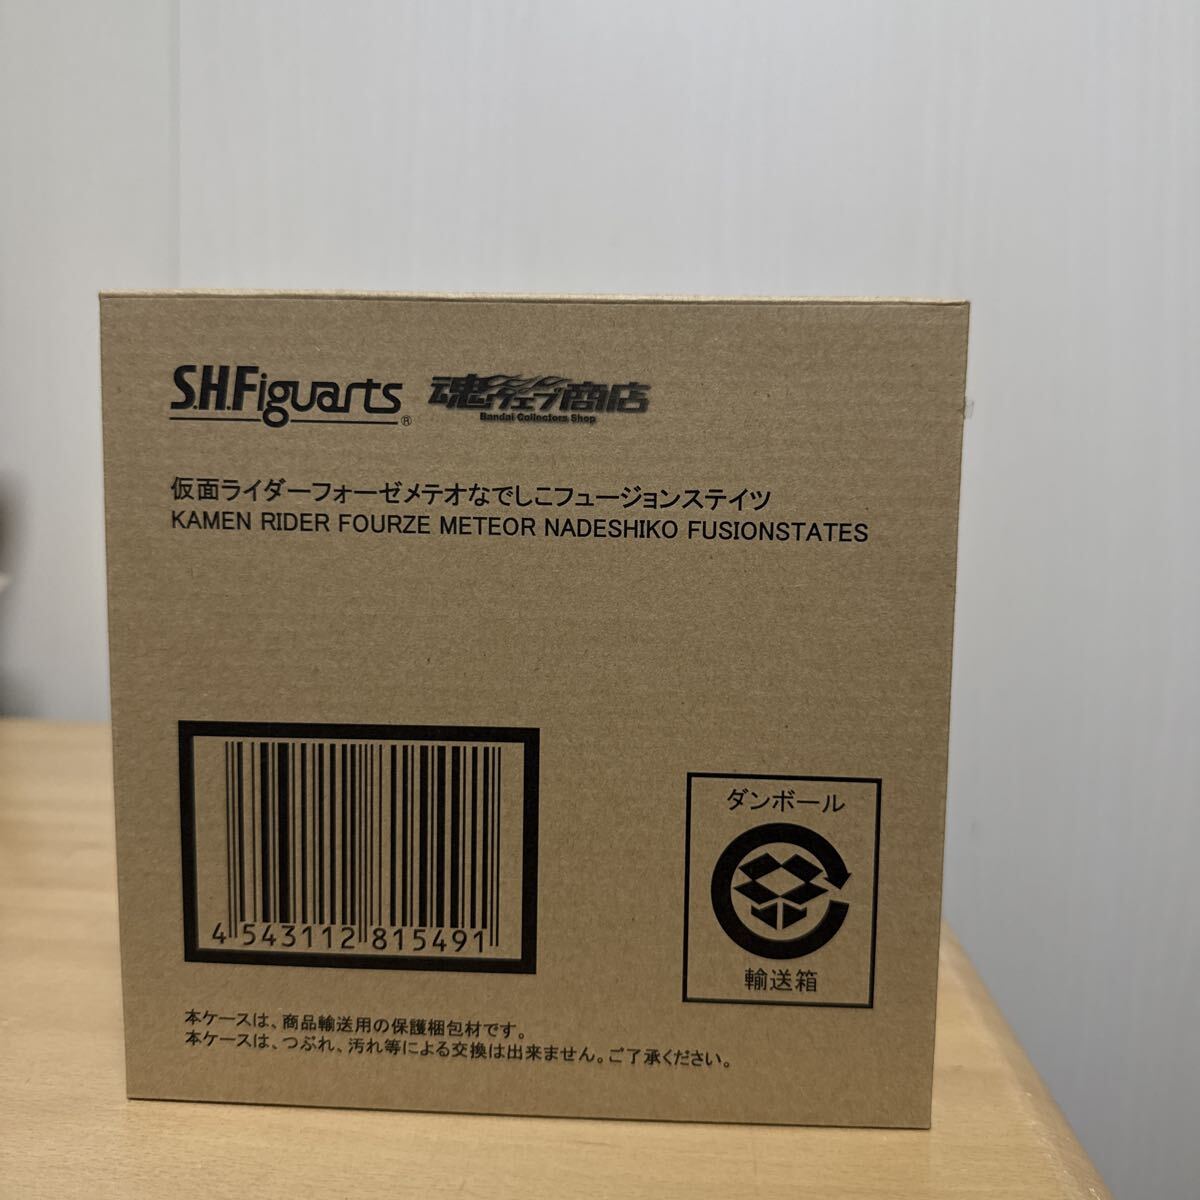 S.H.Figuarts® 魂ウェブ商店
Bandai Collectors Shop
仮面ライダーフォーゼメテオなでしこフュージョンステイツ
KAMEN RIDER FOURZE METEOR NADESHIKO FUSIONSTATES
4 543112 815491
ダンボール
輸送箱
本ケースは、商品輸送用の保護梱包材です。
本ケースは、つぶれ、汚れ等による交換は出来ません。ご了承ください。